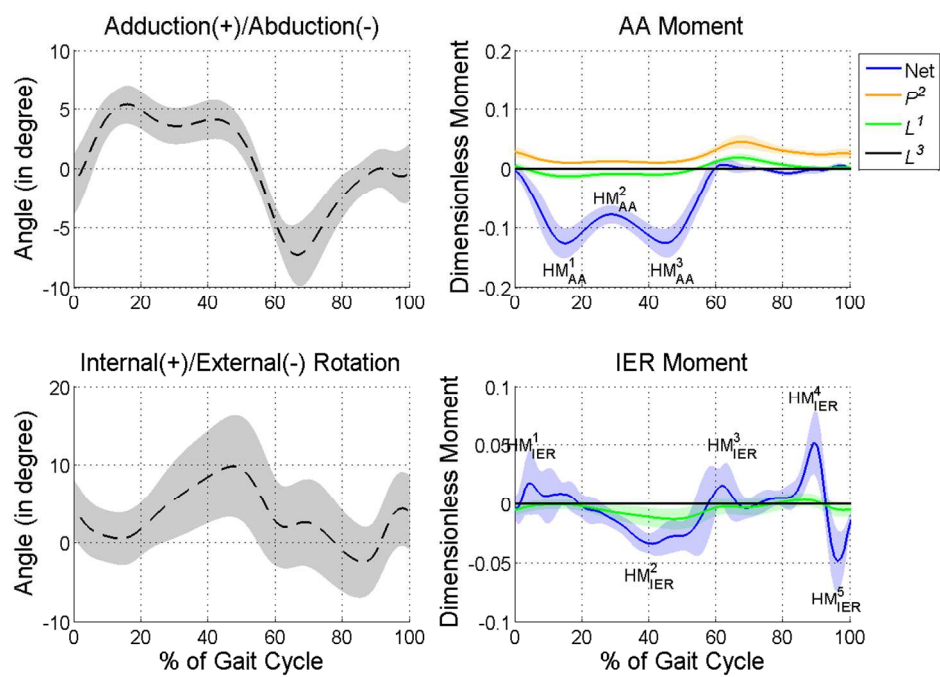 Adduction(+)/Abduction(-)
Angle (in degree)
10
5
0
-5
-10
0 20 40 60 80 100
AA Moment
Dimensionless Moment
0.2
0.1
0
-0.1
-0.2
0 20 40 60 80 100
HM¹AA
HM²AA
HM³AA
Net
P²
L¹
L³
Internal(+)/External(-) Rotation
Angle (in degree)
20
10
0
-10
0 20 40 60 80 100
% of Gait Cycle
IER Moment
Dimensionless Moment
0.1
0.05
0
-0.05
-0.1
0 20 40 60 80 100
% of Gait Cycle
HM¹IER
HM²IER
HM³IER
HM⁴IER
HM⁵IER